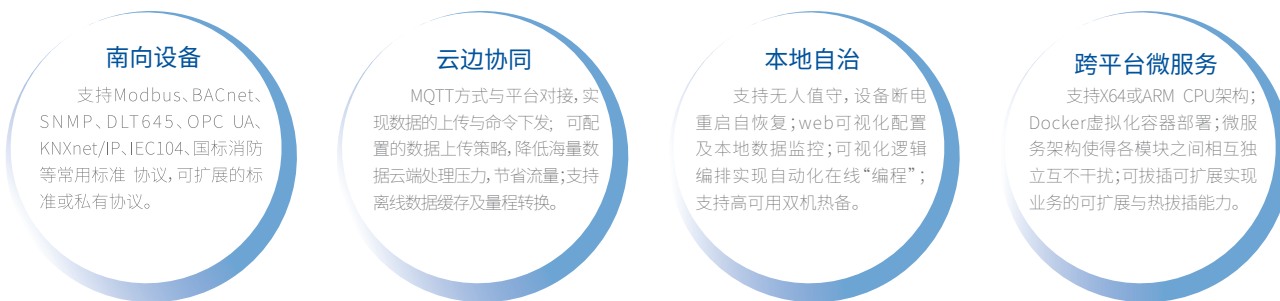 南向设备
支持Modbus、BACnet、
SNMP、DLT645、OPC UA、
KNXnet/IP、IEC104、国标消防
等常用标准 协议,可扩展的标
准或私有协议。
云边协同
MQTT方式与平台对接,实
现数据的上传与命令下发; 可配
置的数据上传策略,降低海量数
据云端处理压力,节省流量;支持
离线数据缓存及量程转换。
本地自治
支持无人值守,设备断电
重启自恢复;web可视化配置
及本地数据监控;可视化逻辑
编排实现自动化在线“编程”;
支持高可用双机热备。
跨平台微服务
支持X64或ARM CPU架构;
Docker虚拟化容器部署;微服
务架构使得各模块之间相互独
立互不干扰;可拔插可扩展实现
业务的可扩展与热拔插能力。